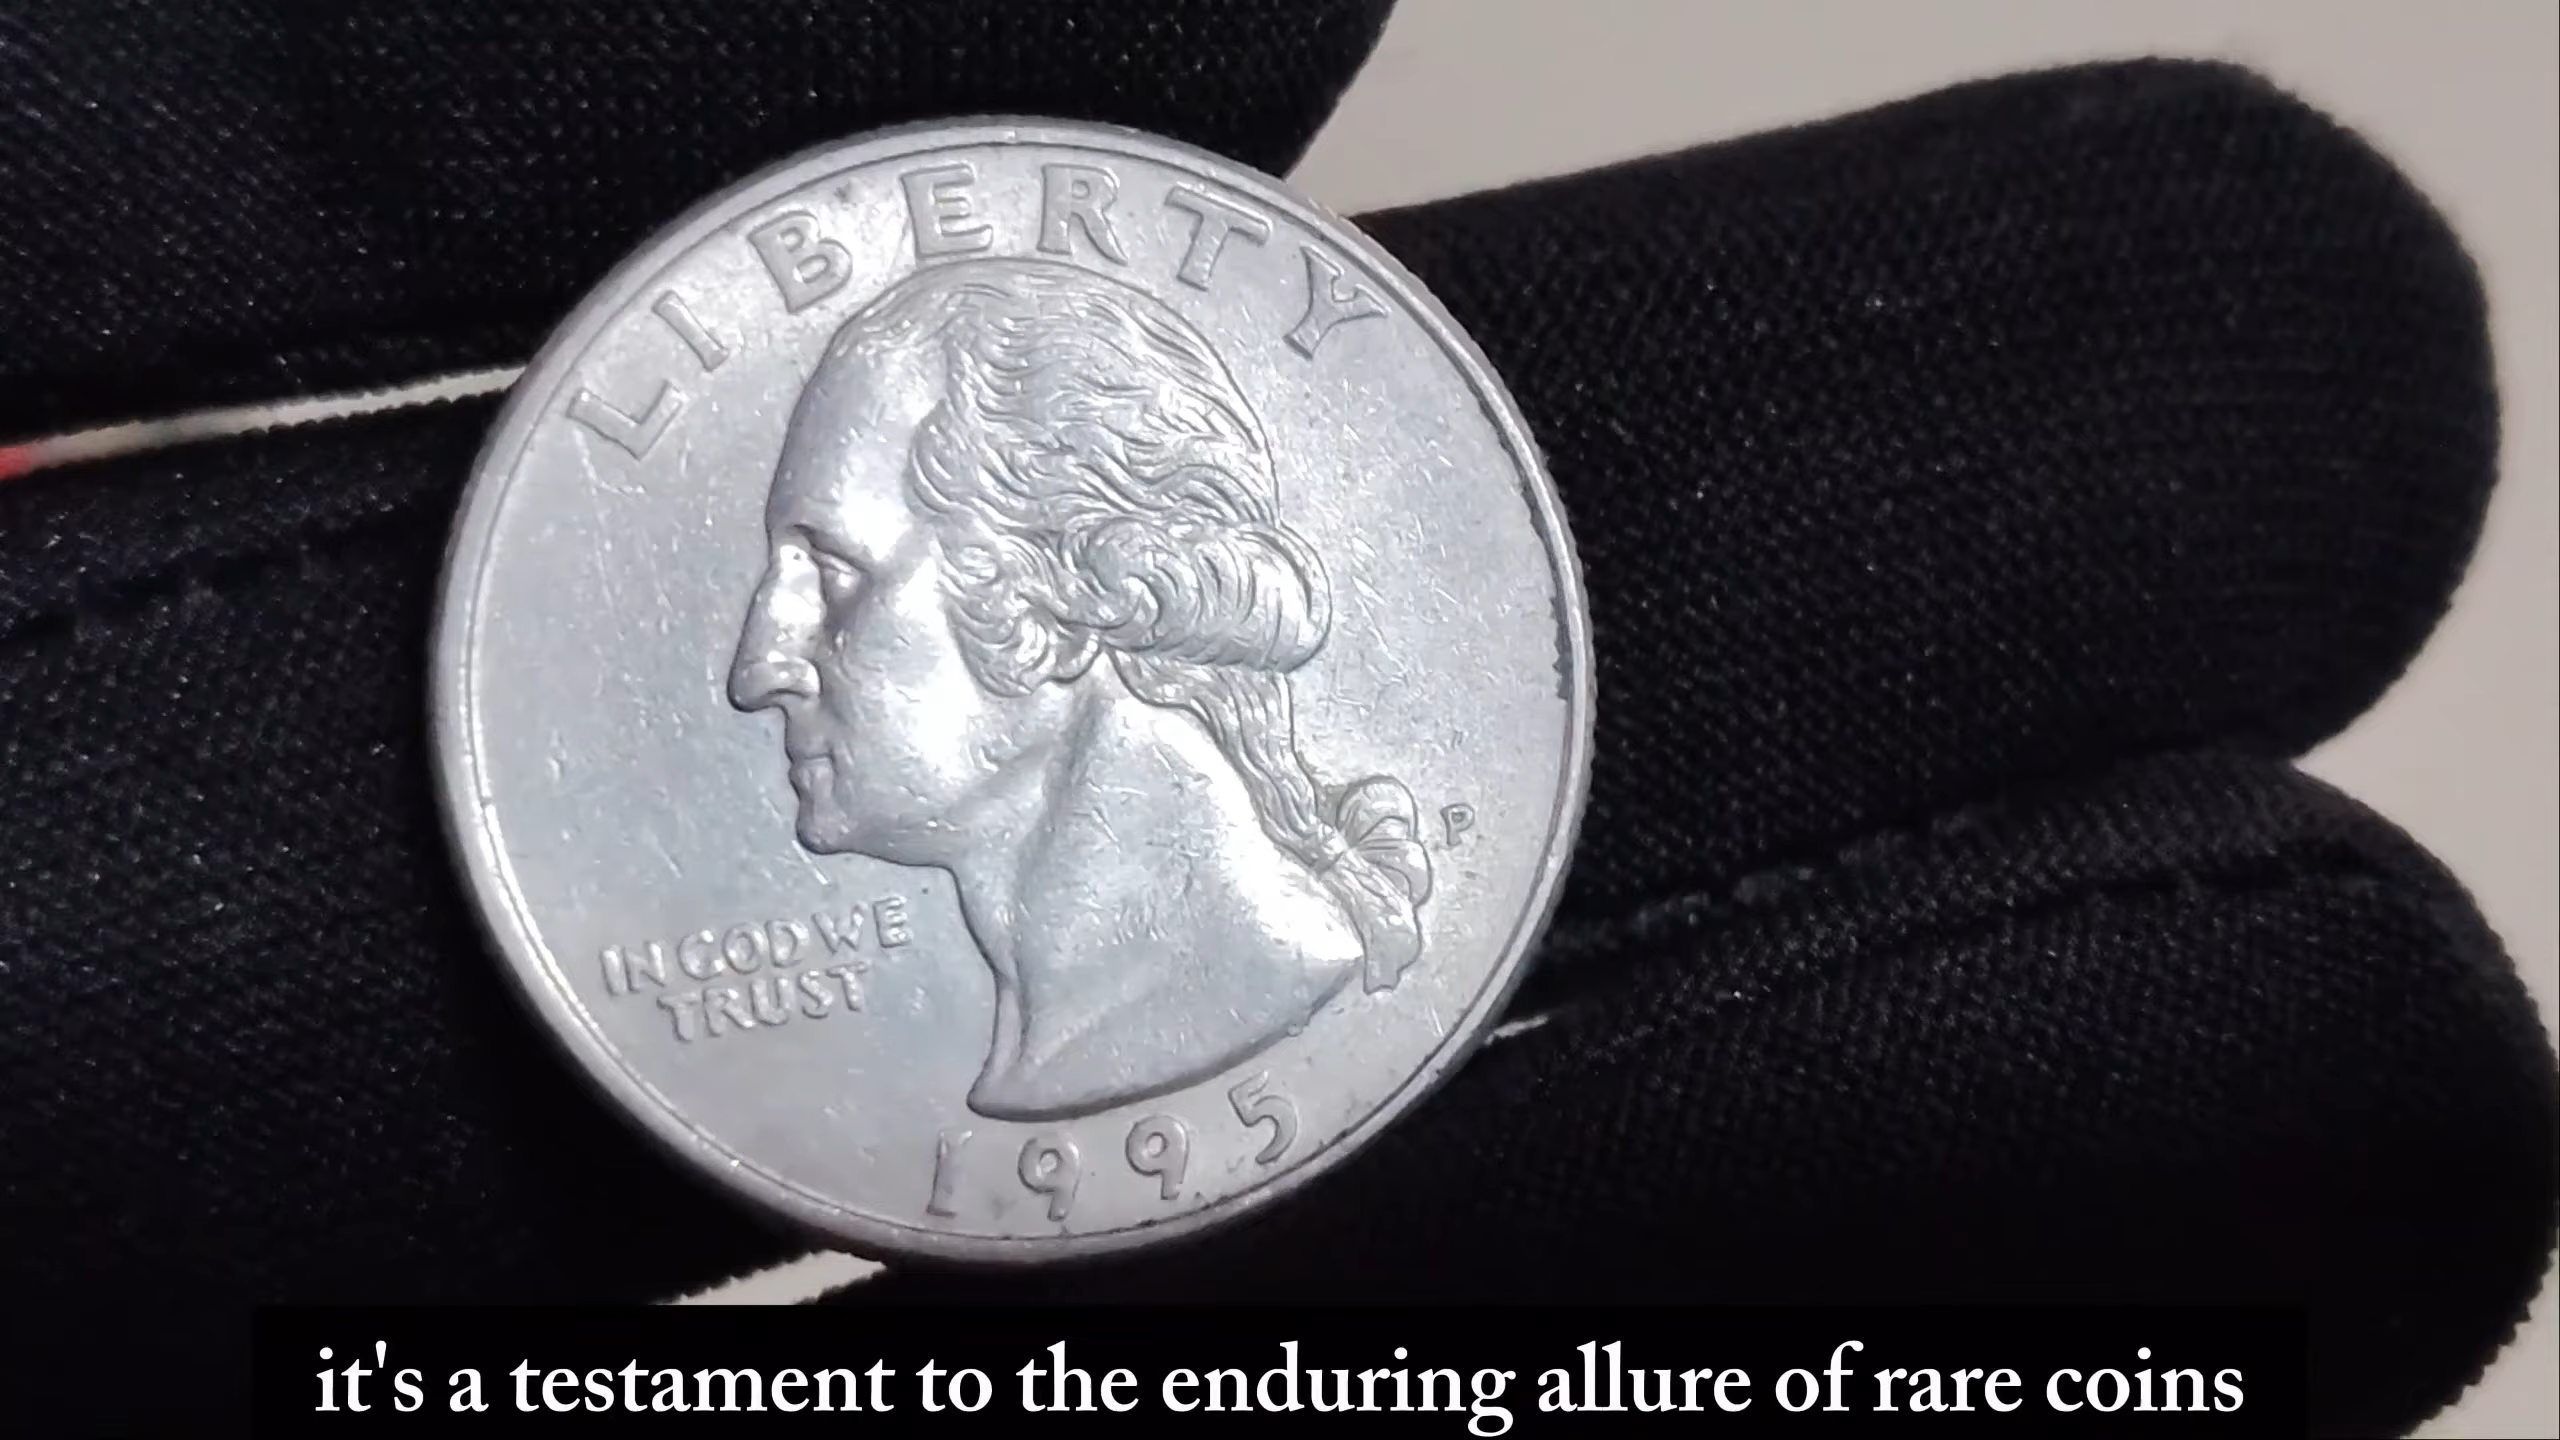 LIBERTY
IN GOD WE
TRUST
P
1995
it's a testament to the enduring allure of rare coins